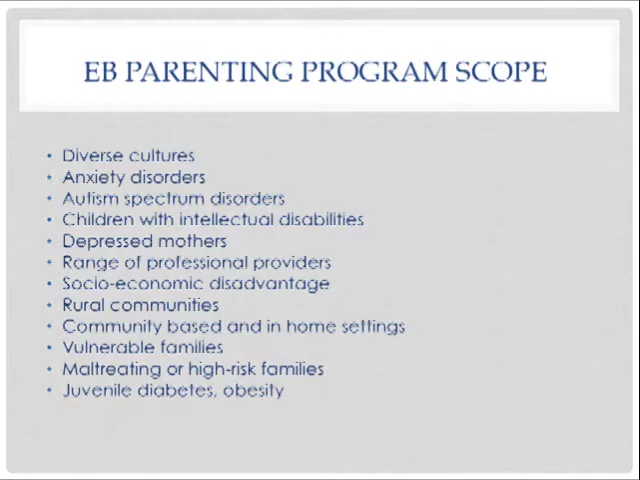 EB PARENTING PROGRAM SCOPE
• Diverse cultures
• Anxiety disorders
• Autism spectrum disorders
• Children with intellectual disabilities
• Depressed mothers
• Range of professional providers
• Socio-economic disadvantage
• Rural communities
• Community based and in home settings
• Vulnerable families
• Maltreating or high-risk families
• Juvenile diabetes, obesity